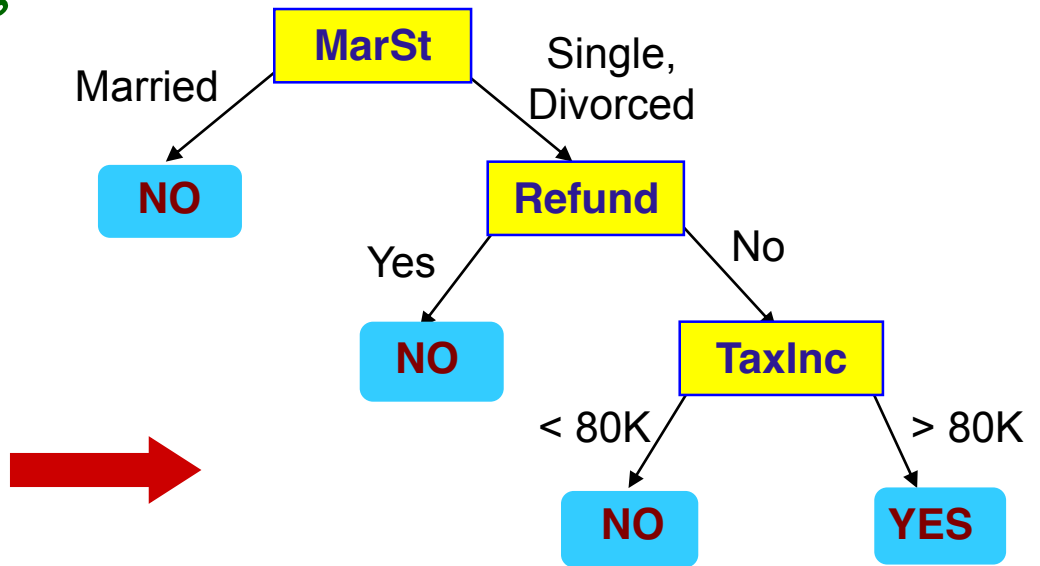 MarSt
Married
Single,
Divorced
NO
Refund
Yes
No
NO
TaxInc
< 80K
> 80K
NO
YES